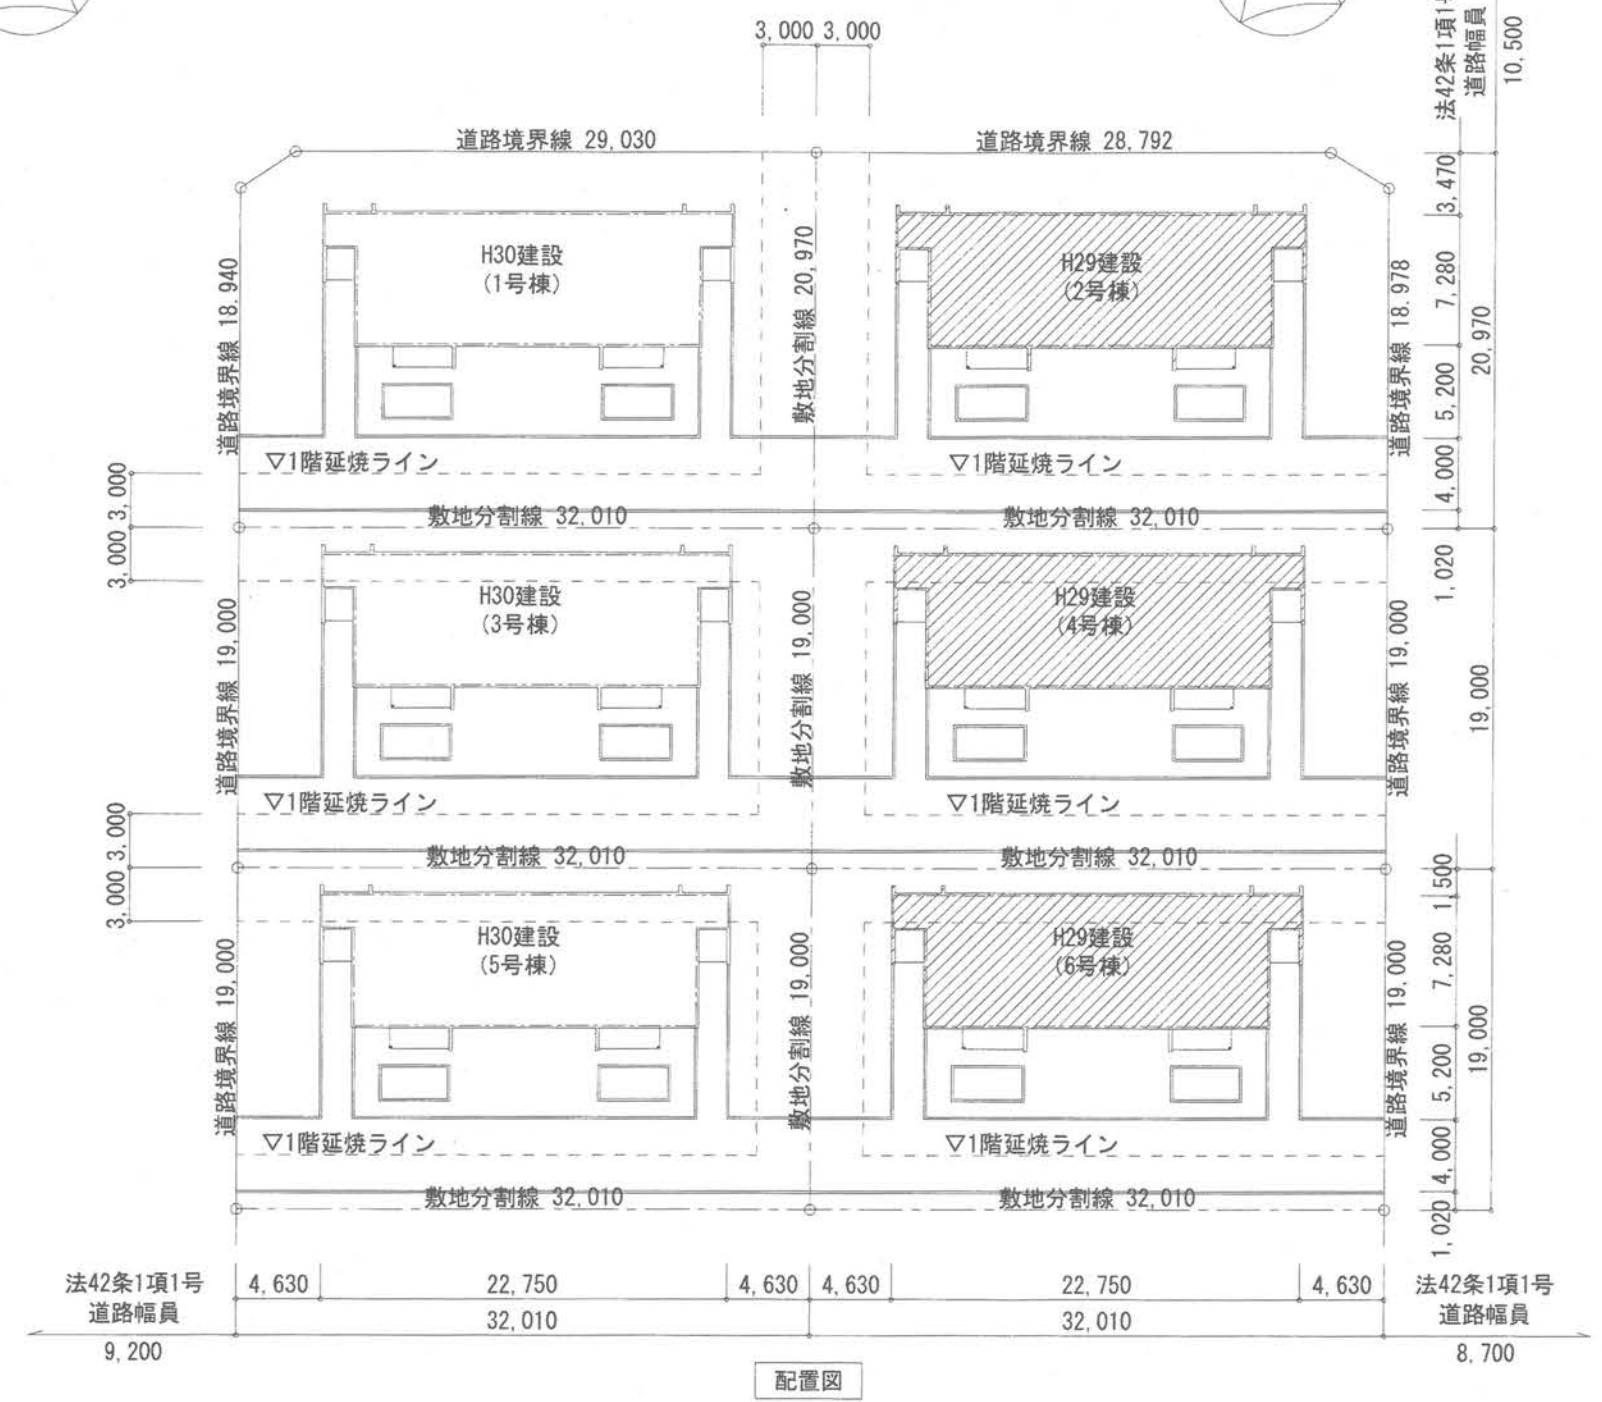 3,000 3,000
法42条1項1号
道路幅員
10,500
道路境界線 29,030
道路境界線 28,792
3,470
H30建設
(1号棟)
敷地分割線 20,970
H29建設
(2号棟)
道路境界線 18.940
道路境界線 18.978
7,280
20,970
5,200
▽1階延焼ライン
▽1階延焼ライン
4,000
3,000
敷地分割線 32,010
敷地分割線 32,010
3,000
1,020
H30建設
(3号棟)
H29建設
(4号棟)
道路境界線 19,000
敷地分割線 19,000
道路境界線 19,000
19,000
▽1階延焼ライン
▽1階延焼ライン
3,000
敷地分割線 32,010
敷地分割線 32,010
3,000
1,500
H30建設
(5号棟)
H29建設
(6号棟)
7,280
道路境界線 19,000
敷地分割線 19,000
道路境界線 19,000
19,000
5,200
▽1階延焼ライン
▽1階延焼ライン
4,000
敷地分割線 32,010
敷地分割線 32,010
1,020
法42条1項1号
道路幅員
9,200
4,630
22,750
4,630
4,630
22,750
4,630
32,010
32,010
法42条1項1号
道路幅員
8,700
配置図